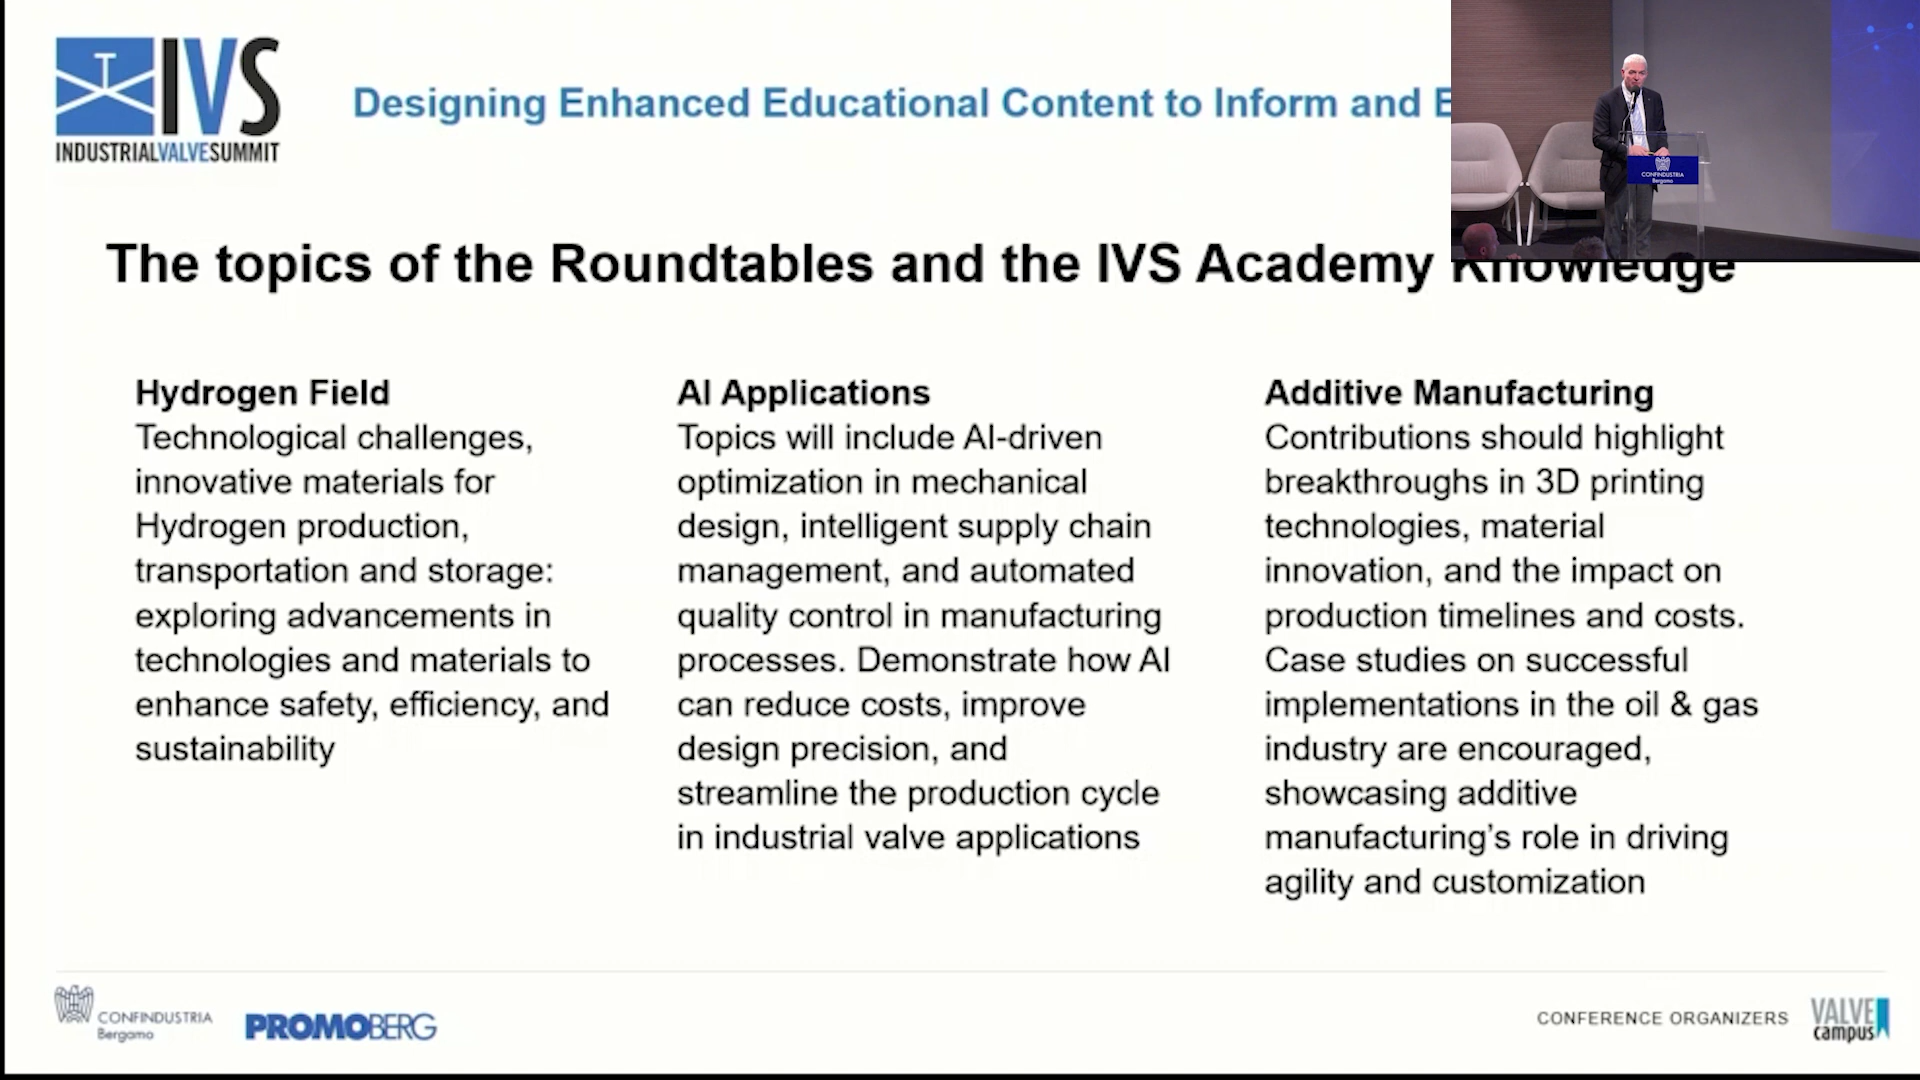 IVS
INDUSTRIALVALVESUMMIT
Designing Enhanced Educational Content to Inform and
CONFINDUSTRIA
Bergamo
The topics of the Roundtables and the IVS Academy Knowledge
Hydrogen Field
Technological challenges,
innovative materials for
Hydrogen production,
transportation and storage:
exploring advancements in
technologies and materials to
enhance safety, efficiency, and
sustainability
AI Applications
Topics will include AI-driven
optimization in mechanical
design, intelligent supply chain
management, and automated
quality control in manufacturing
processes. Demonstrate how AI
can reduce costs, improve
design precision, and
streamline the production cycle
in industrial valve applications
Additive Manufacturing
Contributions should highlight
breakthroughs in 3D printing
technologies, material
innovation, and the impact on
production timelines and costs.
Case studies on successful
implementations in the oil & gas
industry are encouraged,
showcasing additive
manufacturing's role in driving
agility and customization
CONFINDUSTRIA
Bergamo
PROMOBERG
CONFERENCE ORGANIZERS
VALVE
campus